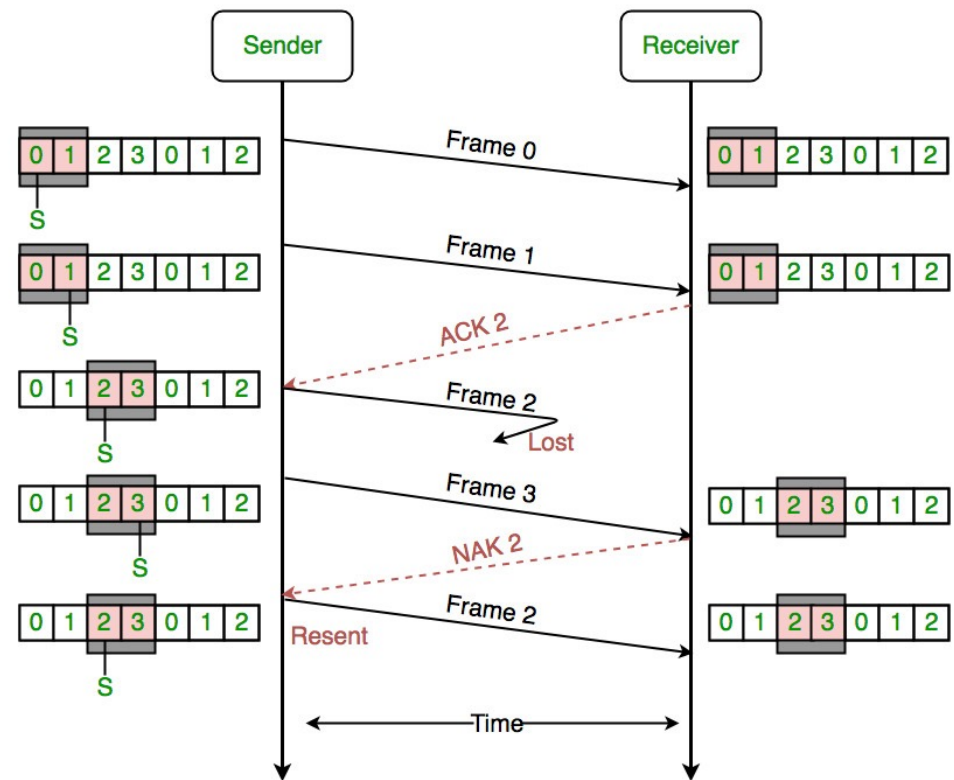 Sender
Receiver
0 1 2 3 0 1 2
Frame 0
0 1 2 3 0 1 2
S
0 1 2 3 0 1 2
Frame 1
0 1 2 3 0 1 2
S
ACK 2
0 1 2 3 0 1 2
Frame 2
Lost
S
0 1 2 3 0 1 2
Frame 3
0 1 2 3 0 1 2
S
NAK 2
0 1 2 3 0 1 2
Frame 2
0 1 2 3 0 1 2
Resent
S
Time